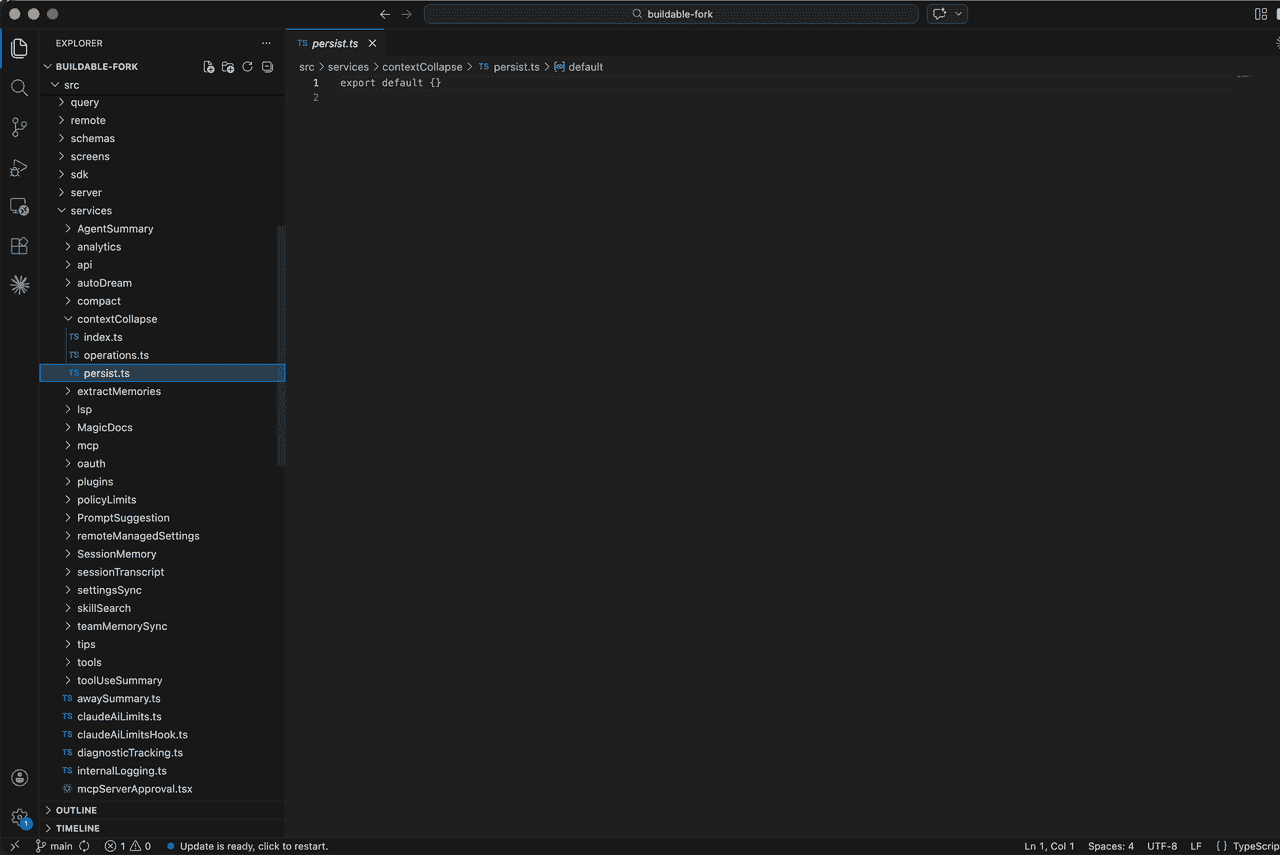 buildable-fork
EXPLORER
TS persist.ts
BUILDABLE-FORK
src > services > contextCollapse > TS persist.ts > default
1 export default {}
2
src
query
remote
schemas
screens
sdk
server
services
AgentSummary
analytics
api
autoDream
compact
contextCollapse
TS index.ts
TS operations.ts
TS persist.ts
extractMemories
lsp
MagicDocs
mcp
oauth
plugins
policyLimits
PromptSuggestion
remoteManagedSettings
SessionMemory
sessionTranscript
settingsSync
skillSearch
teamMemorySync
tips
tools
toolUseSummary
TS awaySummary.ts
TS claudeAiLimits.ts
TS claudeAiLimitsHook.ts
TS diagnosticTracking.ts
TS internalLogging.ts
mcpServerApproval.tsx
OUTLINE
1
TIMELINE
main 1 0 Update is ready, click to restart. Ln 1, Col 1 Spaces: 4 UTF-8 LF { } TypeScrip